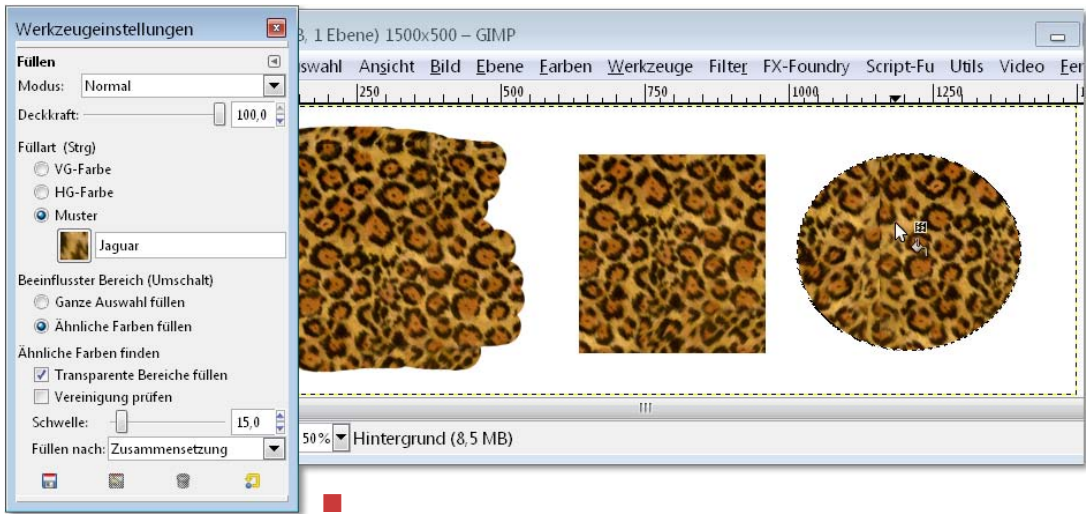 Werkzeugeinstellungen
Füllen
Modus: Normal
Deckkraft: 100,0
Füllart (Strg)
VG-Farbe
HG-Farbe
Muster
Jaguar
Beeinflusster Bereich (Umschalt)
Ganze Auswahl füllen
Ähnliche Farben füllen
Ähnliche Farben finden
Transparente Bereiche füllen
Vereinigung prüfen
Schwelle: 15,0
Füllen nach: Zusammensetzung
1 Ebene) 1500x500 – GIMP
Ansicht Bild Ebene Farben Werkzeuge Filter FX-Foundry Script-Fu Utils Video
250 500 750 1000 1250
50% Hintergrund (8,5 MB)